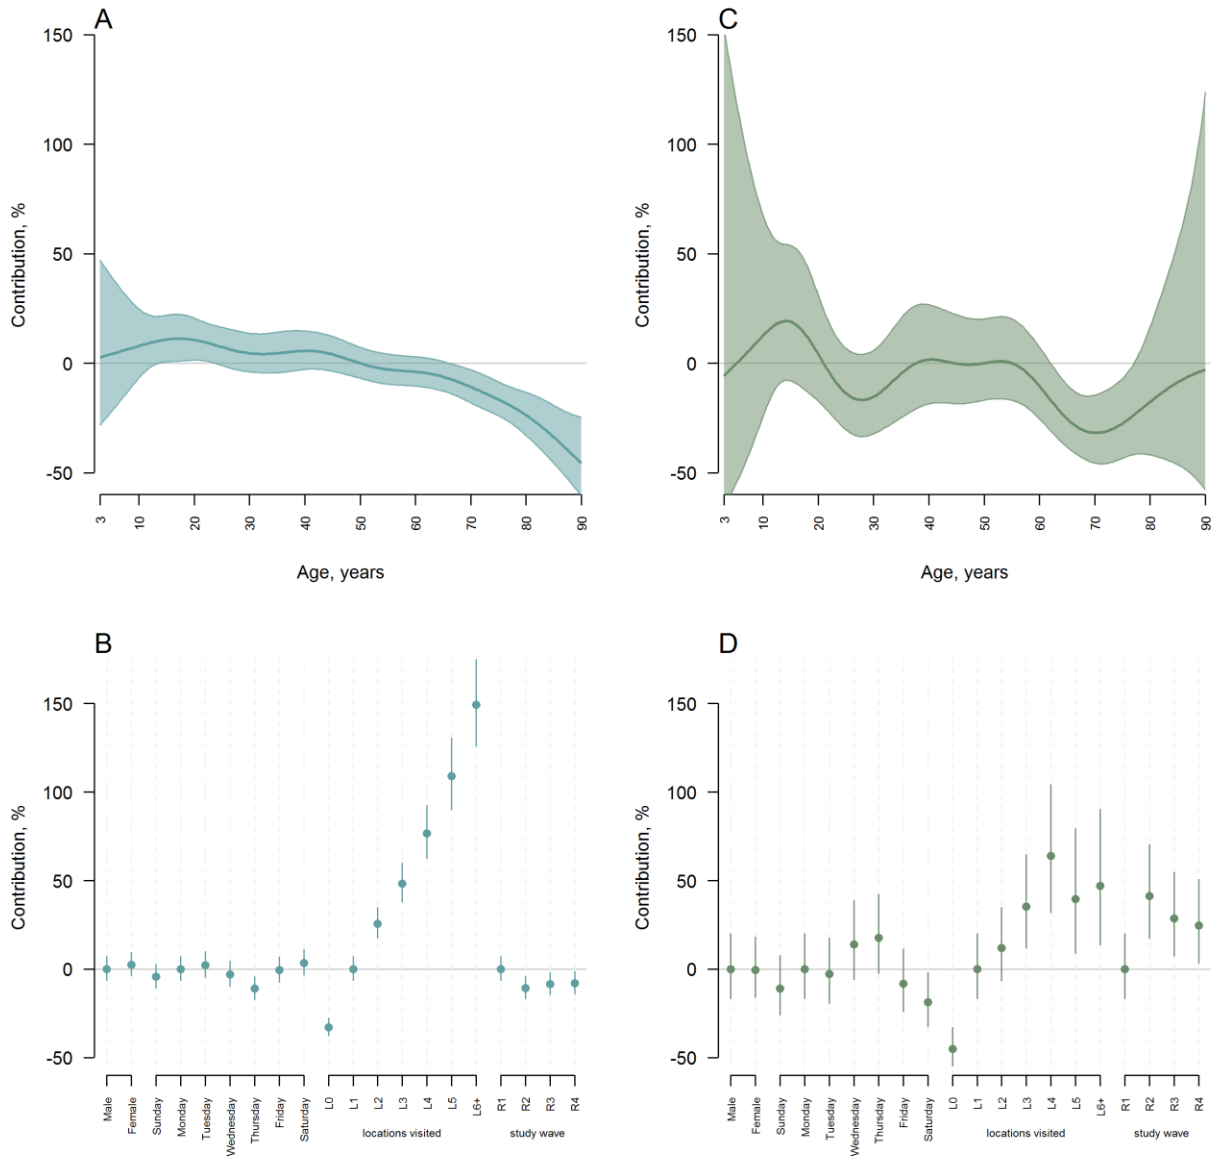 A
150
100
50
0
-50
Contribution, %
3
10
20
30
40
50
60
70
80
90
Age, years
C
150
100
50
0
-50
Contribution, %
3
10
20
30
40
50
60
70
80
90
Age, years
B
150
100
50
0
-50
Contribution, %
Male
Female
Sunday
Monday
Tuesday
Wednesday
Thursday
Friday
Saturday
L0
L1
L2
L3
L4
L5
L6+
R1
R2
R3
R4
locations visited
study wave
D
150
100
50
0
-50
Contribution, %
Male
Female
Sunday
Monday
Tuesday
Wednesday
Thursday
Friday
Saturday
L0
L1
L2
L3
L4
L5
L6+
R1
R2
R3
R4
locations visited
study wave